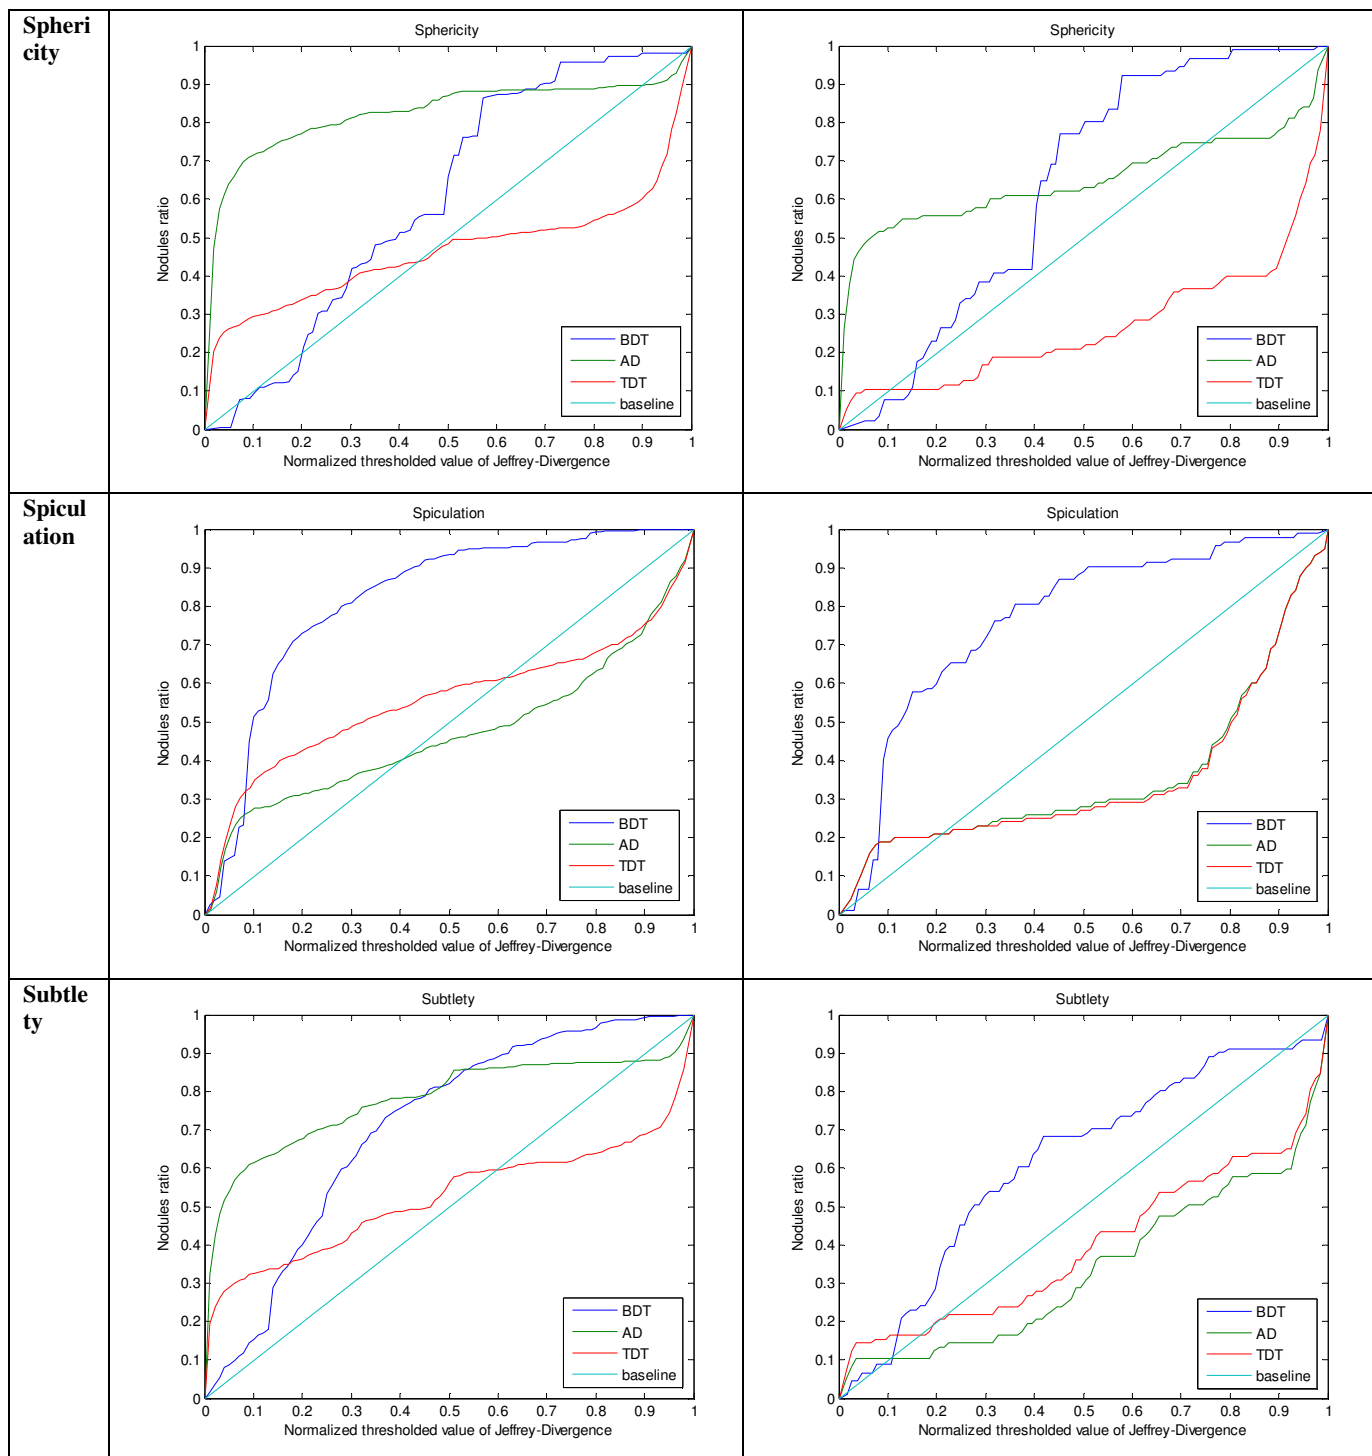 Spheri
city
Sphericity
1
0.9
0.8
0.7
0.6
0.5
0.4
0.3
0.2
0.1
0
Nodules ratio
BDT
AD
TDT
baseline
0 0.1 0.2 0.3 0.4 0.5 0.6 0.7 0.8 0.9 1
Normalized thresholded value of Jeffrey-Divergence
Sphericity
1
0.9
0.8
0.7
0.6
0.5
0.4
0.3
0.2
0.1
0
Nodules ratio
BDT
AD
TDT
baseline
0 0.1 0.2 0.3 0.4 0.5 0.6 0.7 0.8 0.9 1
Normalized thresholded value of Jeffrey-Divergence
Spicul
ation
Spiculation
1
0.9
0.8
0.7
0.6
0.5
0.4
0.3
0.2
0.1
0
Nodules ratio
BDT
AD
TDT
baseline
0 0.1 0.2 0.3 0.4 0.5 0.6 0.7 0.8 0.9 1
Normalized thresholded value of Jeffrey-Divergence
Spiculation
1
0.9
0.8
0.7
0.6
0.5
0.4
0.3
0.2
0.1
0
Nodules ratio
BDT
AD
TDT
baseline
0 0.1 0.2 0.3 0.4 0.5 0.6 0.7 0.8 0.9 1
Normalized thresholded value of Jeffrey-Divergence
Subtle
ty
Subtlety
1
0.9
0.8
0.7
0.6
0.5
0.4
0.3
0.2
0.1
0
Nodules ratio
BDT
AD
TDT
baseline
0 0.1 0.2 0.3 0.4 0.5 0.6 0.7 0.8 0.9 1
Normalized thresholded value of Jeffrey-Divergence
Subtlety
1
0.9
0.8
0.7
0.6
0.5
0.4
0.3
0.2
0.1
0
Nodules ratio
BDT
AD
TDT
baseline
0 0.1 0.2 0.3 0.4 0.5 0.6 0.7 0.8 0.9 1
Normalized thresholded value of Jeffrey-Divergence